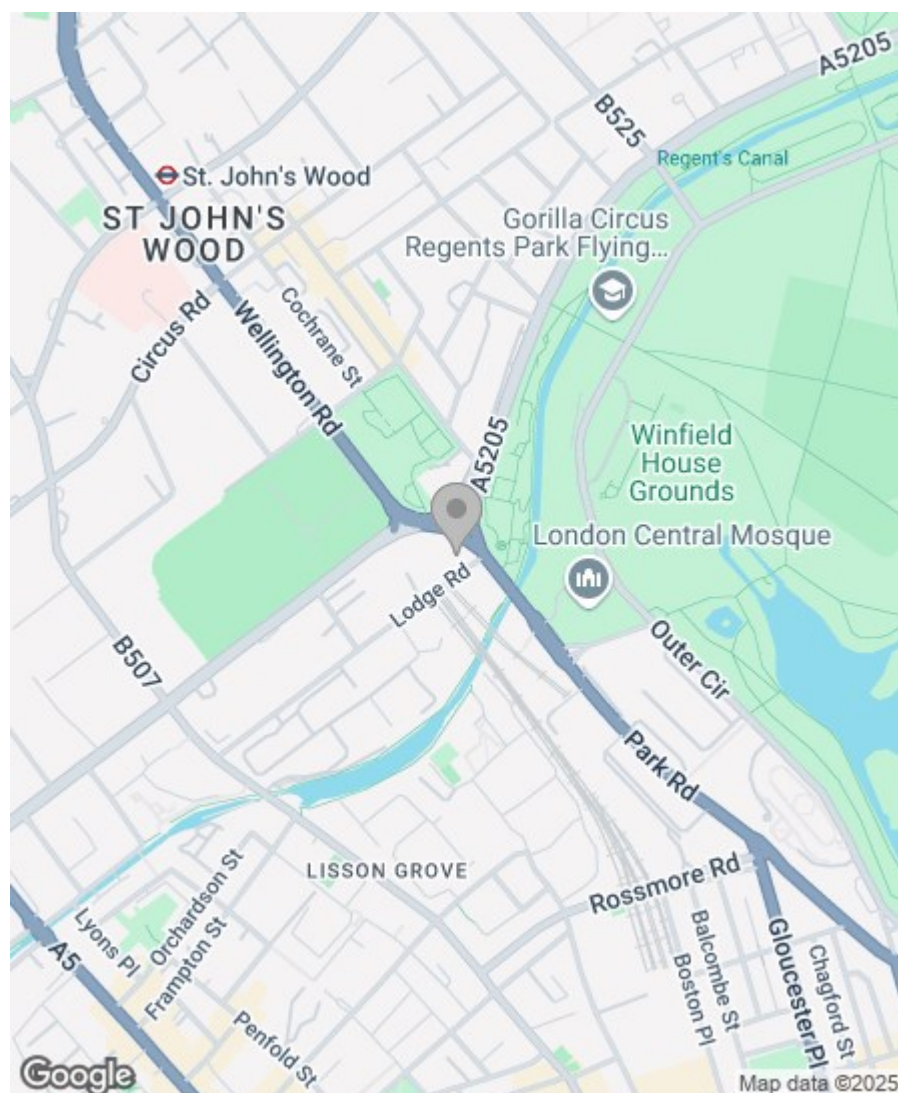 A5205
B525
Regent's Canal
St. John's Wood
ST JOHN'S
WOOD
Gorilla Circus
Regents Park Flying...
Circus Rd
Cochrane St
Wellington Rd
A5205
Winfield
House
Grounds
London Central Mosque
Lodge Rd
B507
Outer Cir
Park Rd
LISSON GROVE
Rossmore Rd
Orchardson St
Lyons Pl
Frampton St
A5
Penfold St
Balcombe St
Boston Pl
Gloucester Pl
Chagford St
Google
Map data ©2025